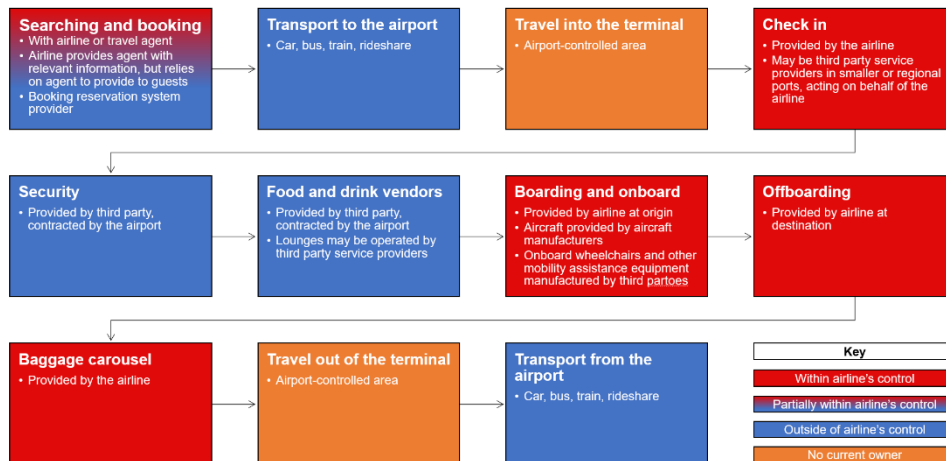 Searching and booking
• With airline or travel agent
• Airline provides agent with
relevant information, but relies
on agent to provide to guests
• Booking reservation system
provider
Transport to the airport
• Car, bus, train, rideshare
Travel into the terminal
• Airport-controlled area
Check in
• Provided by the airline
• May be third party service
providers in smaller or regional
ports, acting on behalf of the
airline
Security
• Provided by third party,
contracted by the airport
Food and drink vendors
• Provided by third party,
contracted by the airport
• Lounges may be operated by
third party service providers
Boarding and onboard
• Provided by airline at origin
• Aircraft provided by aircraft
manufacturers
• Onboard wheelchairs and other
mobility assistance equipment
manufactured by third partoes
Offboarding
• Provided by airline at
destination
Baggage carousel
• Provided by the airline
Travel out of the terminal
• Airport-controlled area
Transport from the
airport
• Car, bus, train, rideshare
Key
Within airline's control
Partially within airline's control
Outside of airline's control
No current owner